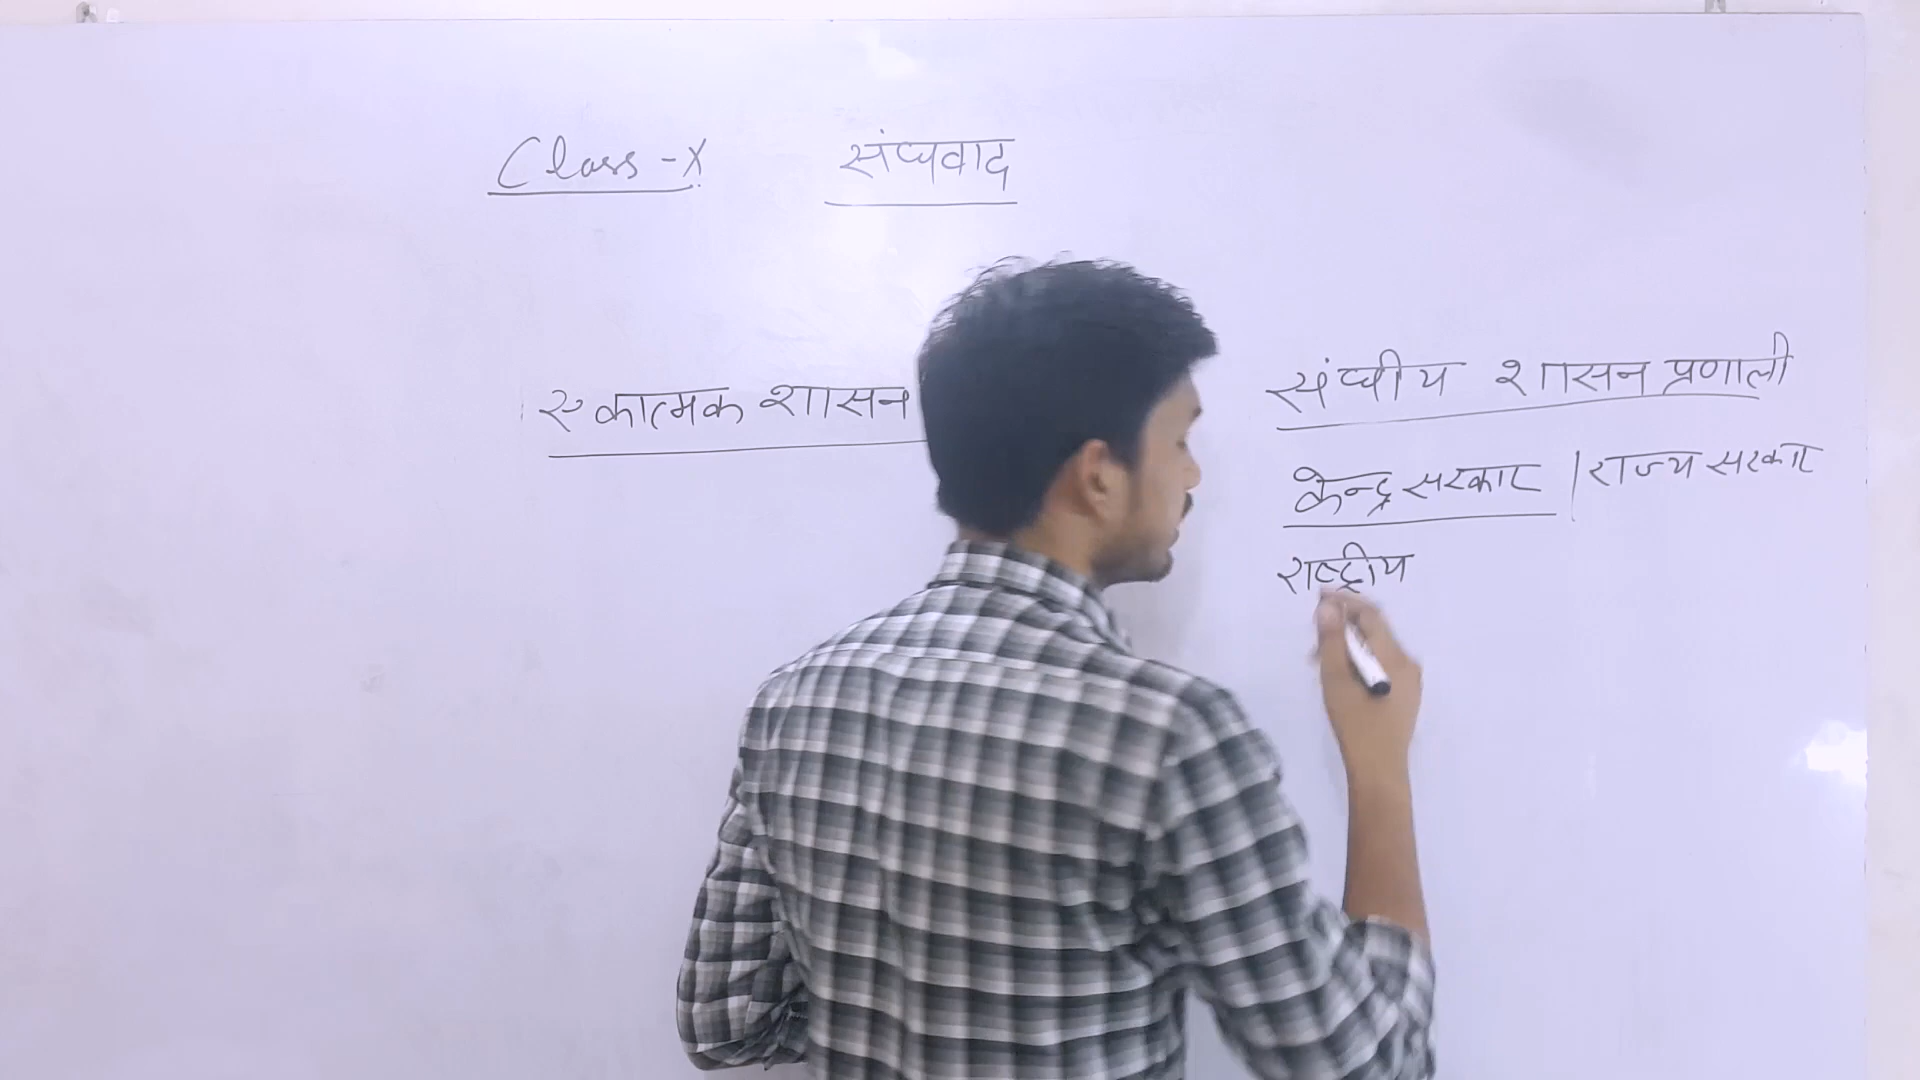 Class - X संघवाद
एकात्मक शासन
संघीय शासन प्रणाली
केन्द्र सरकार | राज्य सरकार
राष्ट्रीय